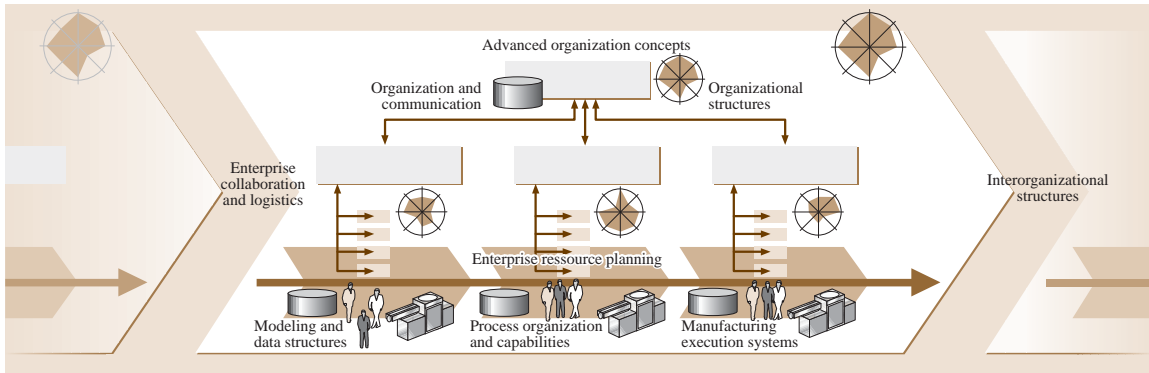 Advanced organization concepts
Organization and
communication
Organizational
structures
Enterprise
collaboration
and logistics
Interorganizational
structures
Enterprise ressource planning
Modeling and
data structures
Process organization
and capabilities
Manufacturing
execution systems